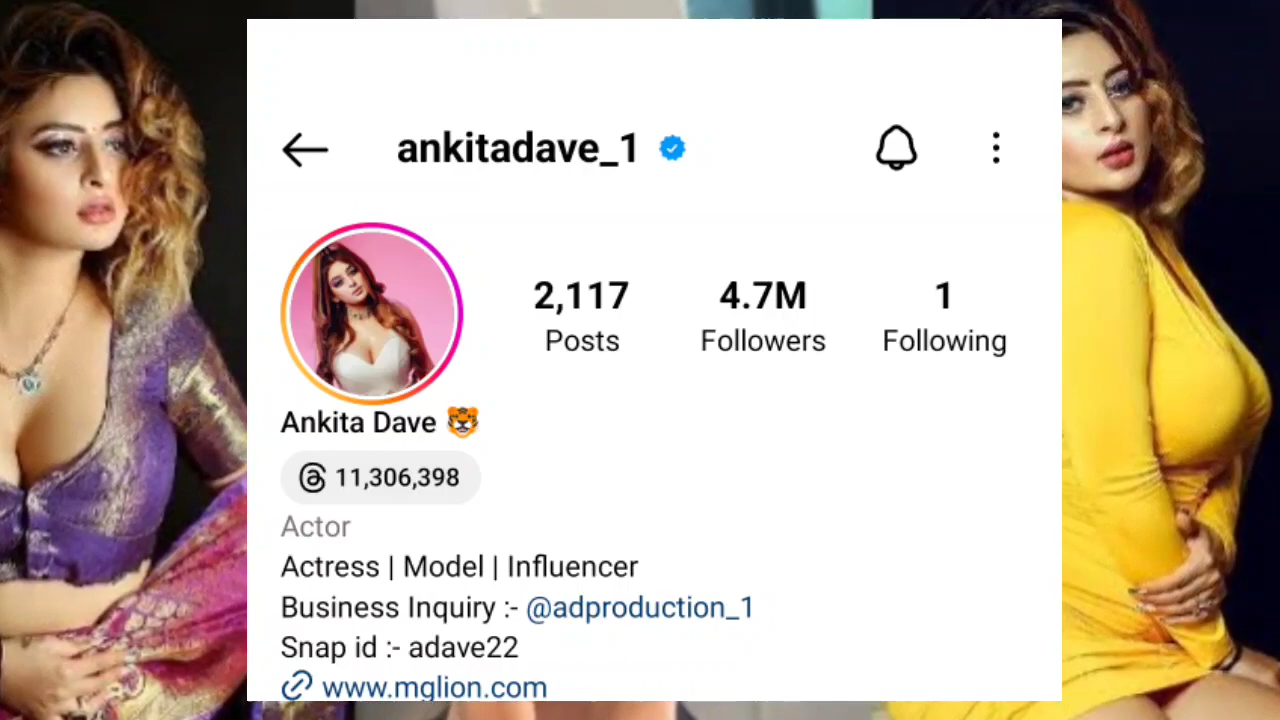 ankitadave_1
2,117 4.7M 1
Posts Followers Following
Ankita Dave 🐯
11,306,398
Actor
Actress | Model | Influencer
Business Inquiry :- @adproduction_1
Snap id :- adave22
www.mglion.com